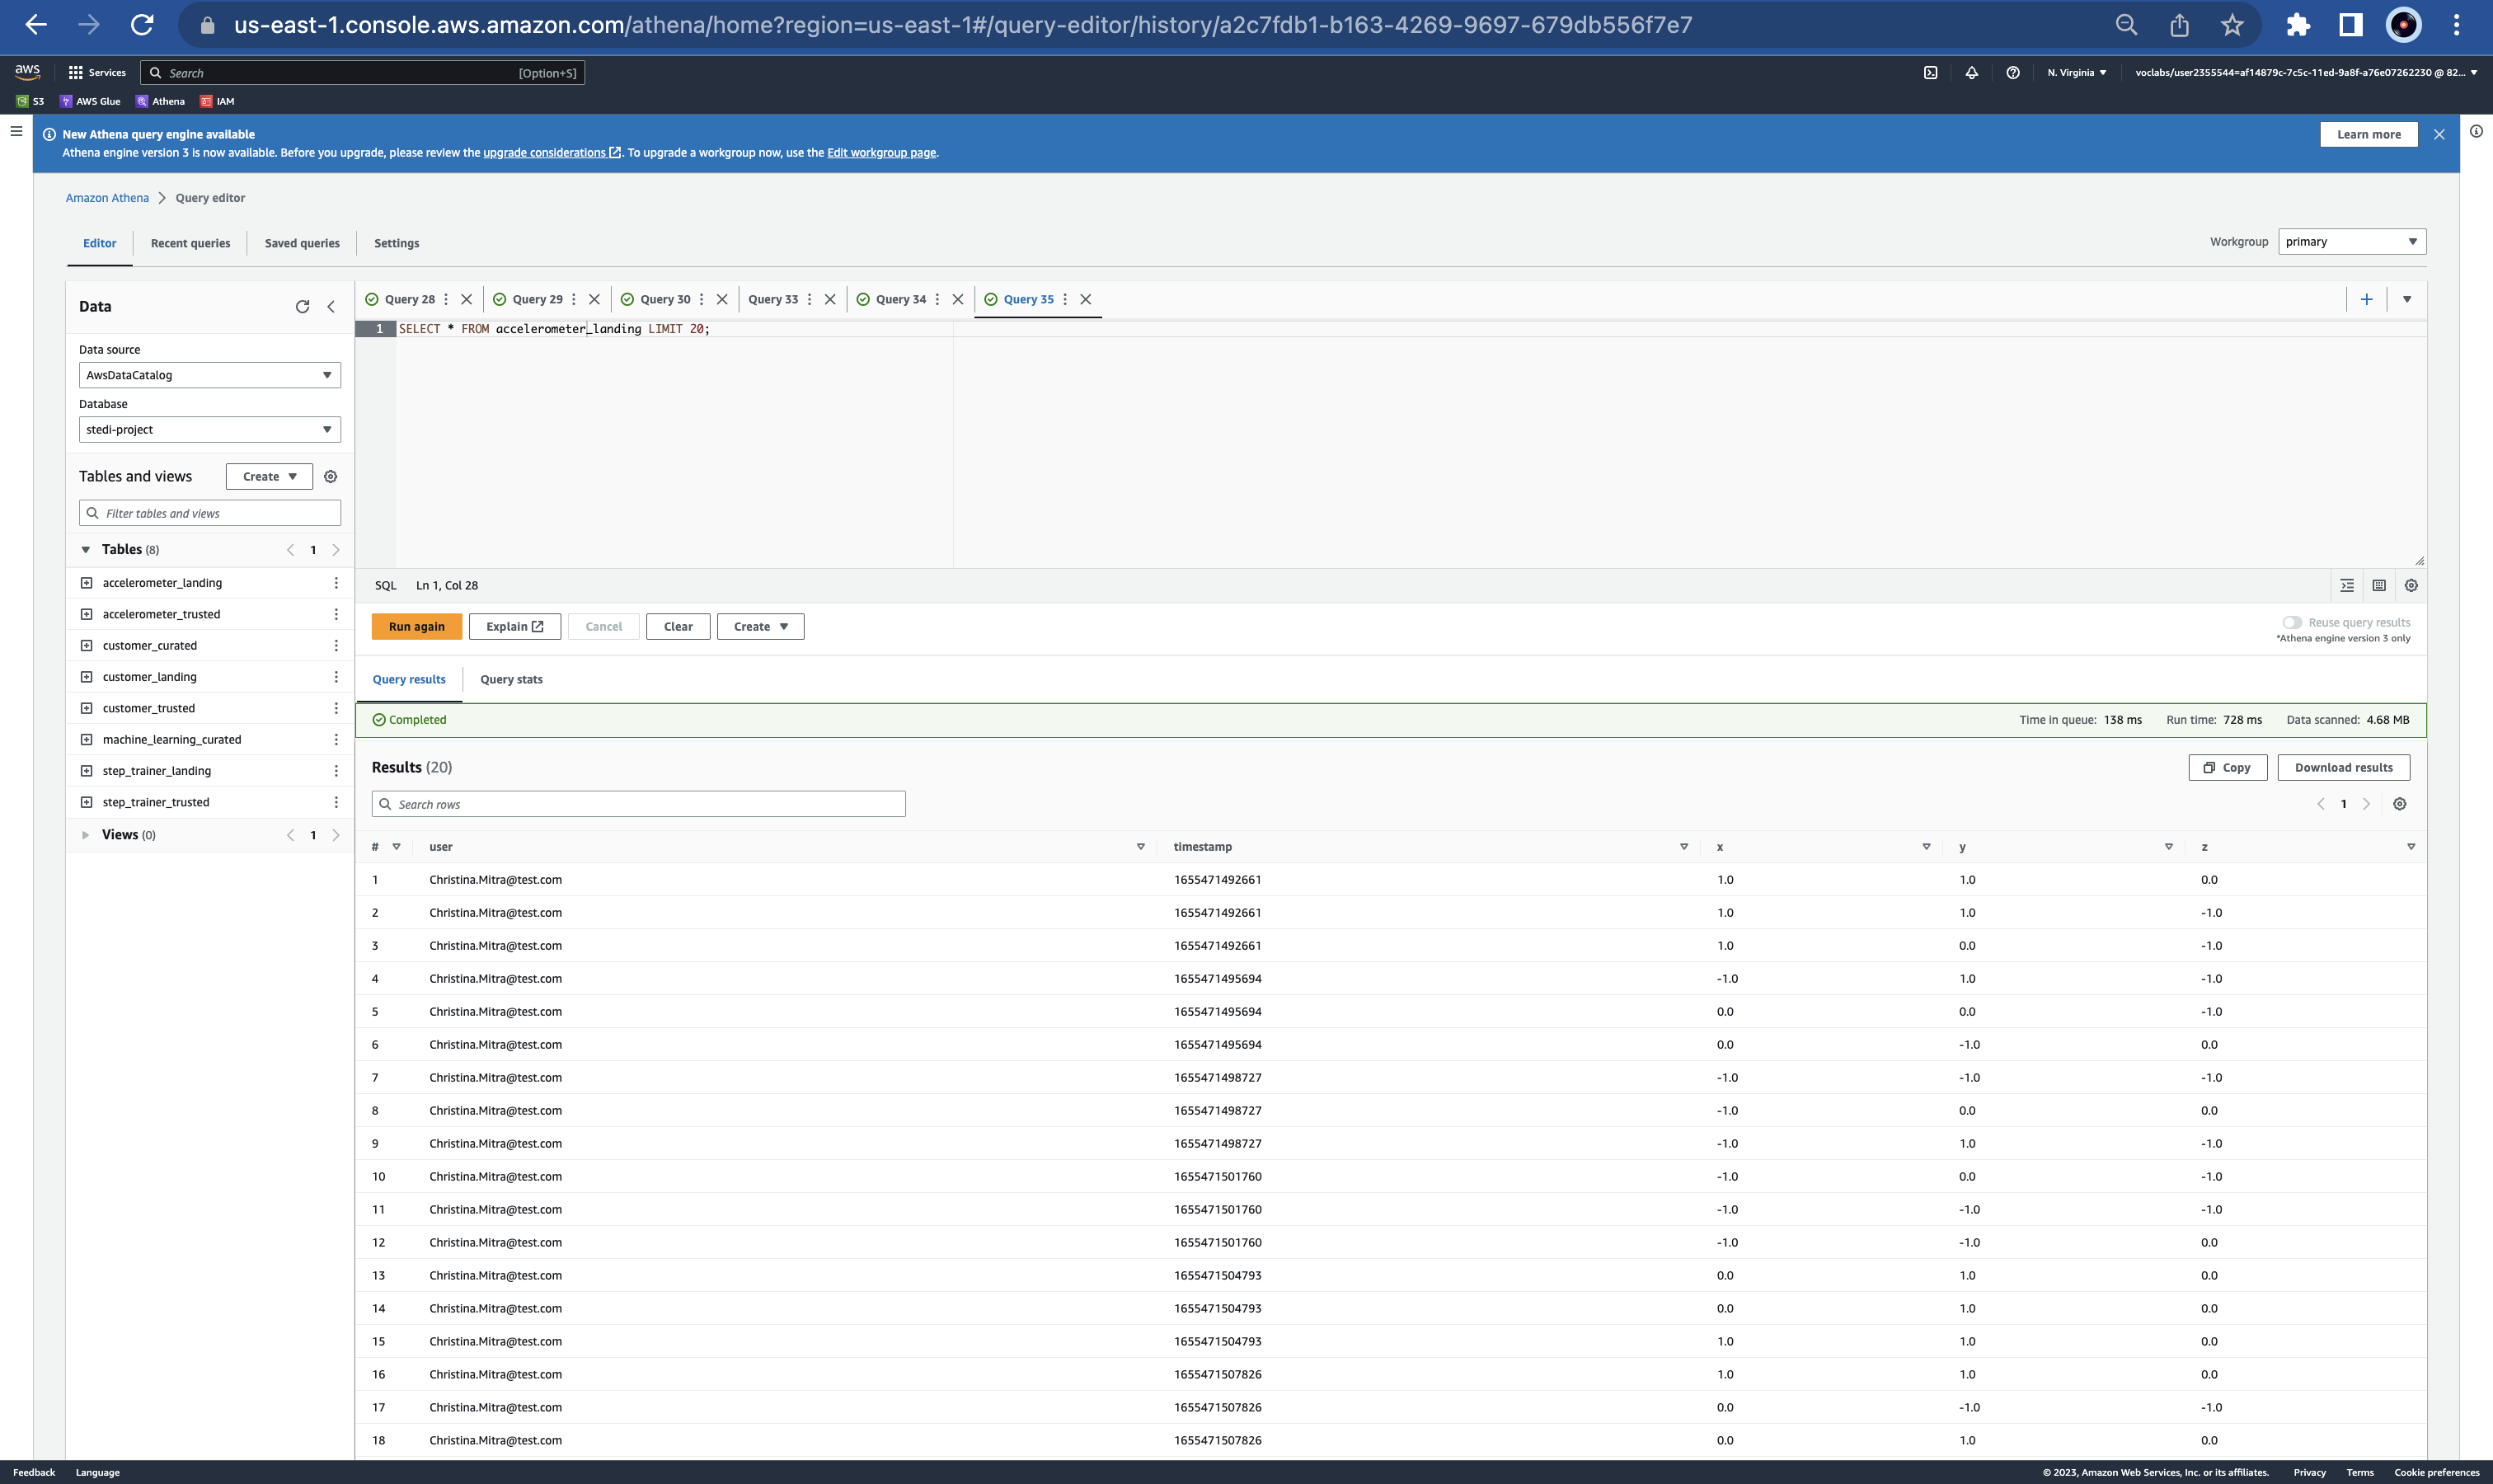 us-east-1.console.aws.amazon.com/athena/home?region=us-east-1#/query-editor/history/a2c7fdb1-b163-4269-9697-679db556f7e7
aws Services Search [Option+S] N. Virginia voclabs/user2355544=af14879c-7c5c-11ed-9a8f-a76e07262230 @ 82...
S3 AWS Glue Athena IAM
New Athena query engine available
Athena engine version 3 is now available. Before you upgrade, please review the upgrade considerations. To upgrade a workgroup now, use the Edit workgroup page.
Learn more
Amazon Athena > Query editor
Editor Recent queries Saved queries Settings
Workgroup primary
Data
Data source
AwsDataCatalog
Database
stedi-project
Tables and views Create
Filter tables and views
Tables (8) 1
accelerometer_landing
accelerometer_trusted
customer_curated
customer_landing
customer_trusted
machine_learning_curated
step_trainer_landing
step_trainer_trusted
Views (0) 1
Query 28 Query 29 Query 30 Query 33 Query 34 Query 35
1 SELECT * FROM accelerometer_landing LIMIT 20;
SQL Ln 1, Col 28
Run again Explain Cancel Clear Create
Reuse query results
*Athena engine version 3 only
Query results Query stats
Completed Time in queue: 138 ms Run time: 728 ms Data scanned: 4.68 MB
Results (20) Copy Download results
Search rows 1
# user timestamp x y z
1 Christina.Mitra@test.com 1655471492661 1.0 1.0 0.0
2 Christina.Mitra@test.com 1655471492661 1.0 1.0 -1.0
3 Christina.Mitra@test.com 1655471492661 1.0 0.0 -1.0
4 Christina.Mitra@test.com 1655471495694 -1.0 1.0 -1.0
5 Christina.Mitra@test.com 1655471495694 0.0 0.0 -1.0
6 Christina.Mitra@test.com 1655471495694 0.0 -1.0 0.0
7 Christina.Mitra@test.com 1655471498727 -1.0 -1.0 -1.0
8 Christina.Mitra@test.com 1655471498727 -1.0 0.0 0.0
9 Christina.Mitra@test.com 1655471498727 -1.0 1.0 -1.0
10 Christina.Mitra@test.com 1655471501760 -1.0 0.0 -1.0
11 Christina.Mitra@test.com 1655471501760 -1.0 -1.0 -1.0
12 Christina.Mitra@test.com 1655471501760 -1.0 -1.0 0.0
13 Christina.Mitra@test.com 1655471504793 0.0 1.0 0.0
14 Christina.Mitra@test.com 1655471504793 0.0 1.0 0.0
15 Christina.Mitra@test.com 1655471504793 1.0 1.0 0.0
16 Christina.Mitra@test.com 1655471507826 1.0 1.0 0.0
17 Christina.Mitra@test.com 1655471507826 0.0 -1.0 -1.0
18 Christina.Mitra@test.com 1655471507826 0.0 1.0 0.0
Feedback Language © 2023, Amazon Web Services, Inc. or its affiliates. Privacy Terms Cookie preferences